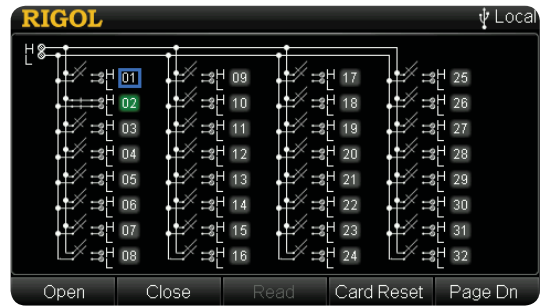 RIGOL Local
H
L
H 01 H 09 H 17 H 25
L L L L
H 02 H 10 H 18 H 26
L L L L
H 03 H 11 H 19 H 27
L L L L
H 04 H 12 H 20 H 28
L L L L
H 05 H 13 H 21 H 29
L L L L
H 06 H 14 H 22 H 30
L L L L
H 07 H 15 H 23 H 31
L L L L
H 08 H 16 H 24 H 32
L L L L
Open Close Read Card Reset Page Dn